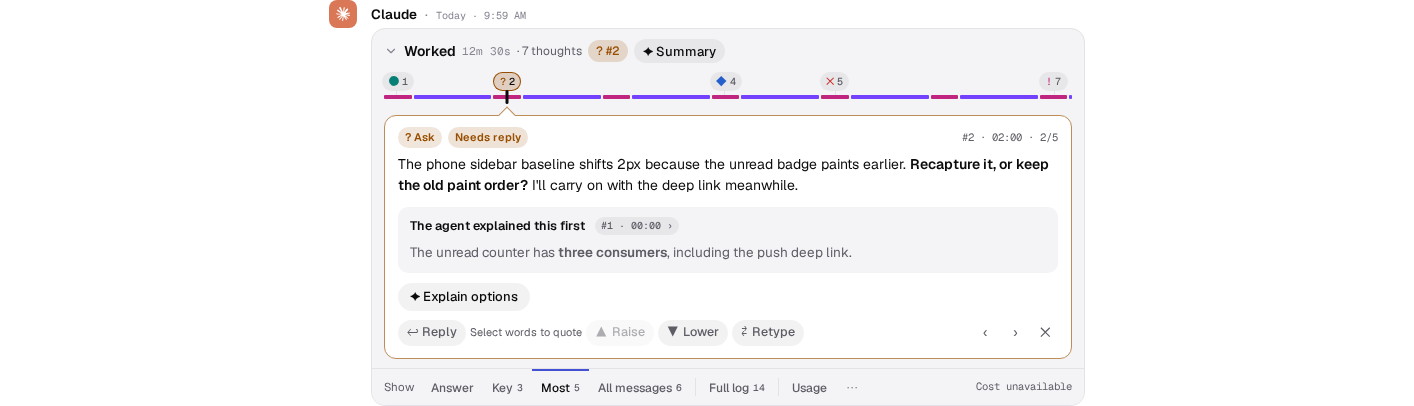 Claude · Today · 9:59 AM
Worked 12m 30s · 7 thoughts ? #2 ✦ Summary
1 ? 2 4 5 ! 7
? Ask Needs reply #2 · 02:00 · 2/5
The phone sidebar baseline shifts 2px because the unread badge paints earlier. Recapture it, or keep
the old paint order? I'll carry on with the deep link meanwhile.
The agent explained this first #1 · 00:00 ›
The unread counter has three consumers, including the push deep link.
✦ Explain options
↩ Reply Select words to quote ▲ Raise ▼ Lower ⇄ Retype ‹ › ✕
Show Answer Key 3 Most 5 All messages 6 Full log 14 Usage ··· Cost unavailable